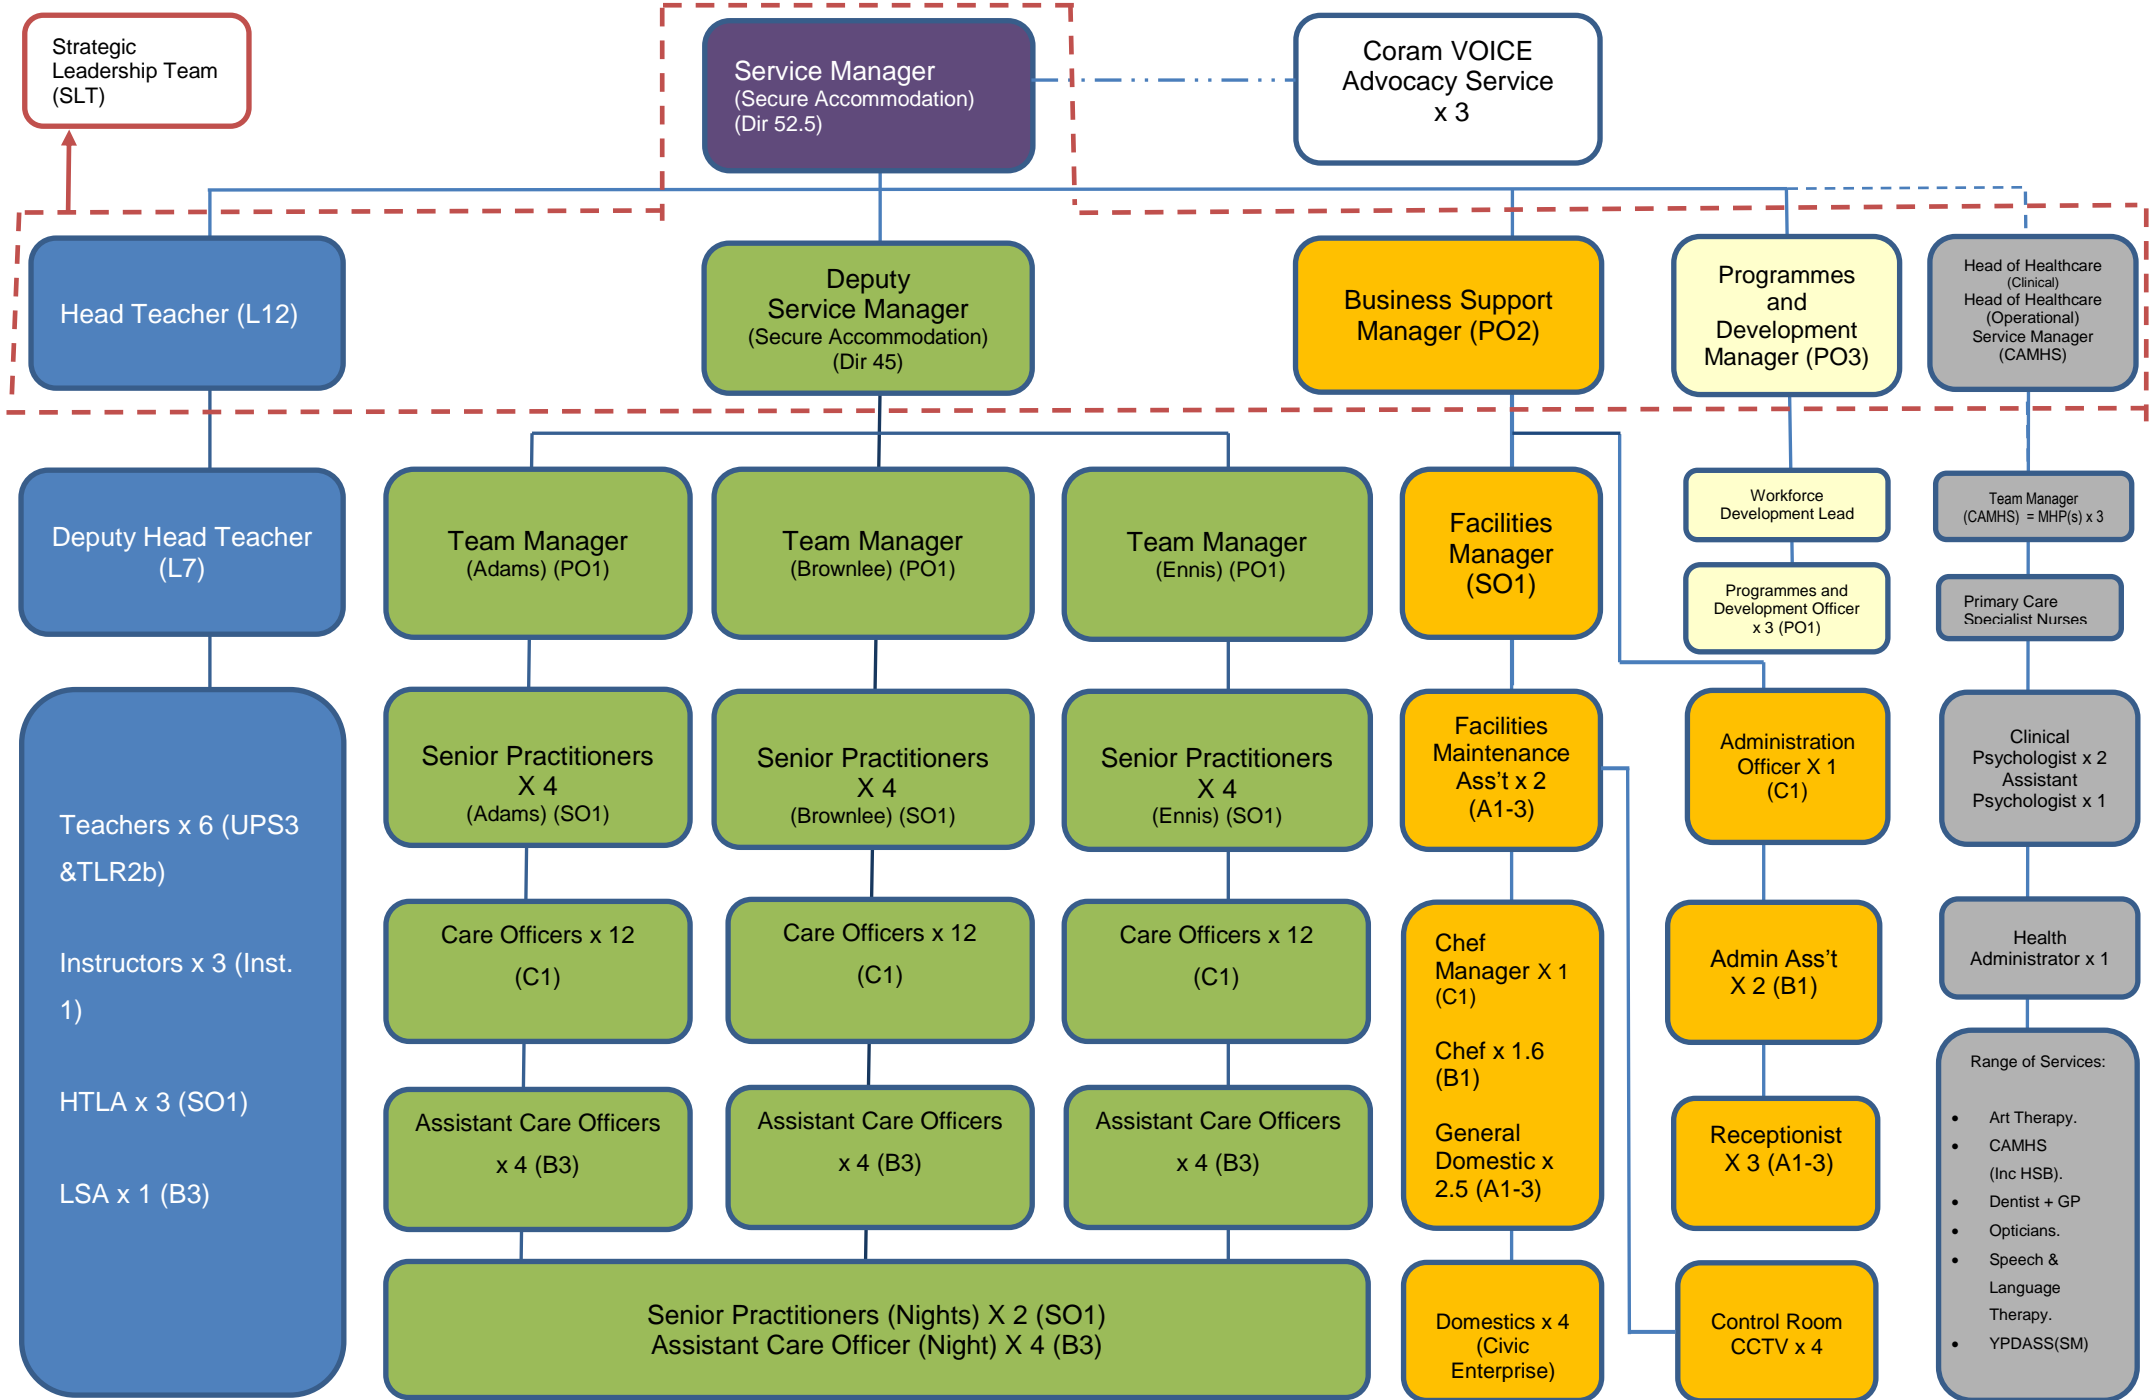 Strategic
Leadership Team
(SLT)
Service Manager
(Secure Accommodation)
(Dir 52.5)
Coram VOICE
Advocacy Service
x 3
Head Teacher (L12)
Deputy
Service Manager
(Secure Accommodation)
(Dir 45)
Business Support
Manager (PO2)
Programmes
and
Development
Manager (PO3)
Head of Healthcare
(Clinical)
Head of Healthcare
(Operational)
Service Manager
(CAMHS)
Deputy Head Teacher
(L7)
Team Manager
(Adams) (PO1)
Team Manager
(Brownlee) (PO1)
Team Manager
(Ennis) (PO1)
Facilities
Manager
(SO1)
Workforce
Development Lead
Programmes and
Development Officer
x 3 (PO1)
Team Manager
(CAMHS) = MHP(s) x 3
Primary Care
Specialist Nurses
Teachers x 6 (UPS3
&TLR2b)
Instructors x 3 (Inst.
1)
HTLA x 3 (SO1)
LSA x 1 (B3)
Senior Practitioners
X 4
(Adams) (SO1)
Senior Practitioners
X 4
(Brownlee) (SO1)
Senior Practitioners
X 4
(Ennis) (SO1)
Facilities
Maintenance
Ass't x 2
(A1-3)
Administration
Officer X 1
(C1)
Clinical
Psychologist x 2
Assistant
Psychologist x 1
Care Officers x 12
(C1)
Care Officers x 12
(C1)
Care Officers x 12
(C1)
Chef
Manager X 1
(C1)
Chef x 1.6
(B1)
General
Domestic x
2.5 (A1-3)
Admin Ass't
X 2 (B1)
Health
Administrator x 1
Assistant Care Officers
x 4 (B3)
Assistant Care Officers
x 4 (B3)
Assistant Care Officers
x 4 (B3)
Receptionist
X 3 (A1-3)
Range of Services:
• Art Therapy.
• CAMHS
(Inc HSB).
• Dentist + GP
• Opticians.
• Speech &
Language
Therapy.
• YPDASS(SM)
Senior Practitioners (Nights) X 2 (SO1)
Assistant Care Officer (Night) X 4 (B3)
Domestics x 4
(Civic
Enterprise)
Control Room
CCTV x 4